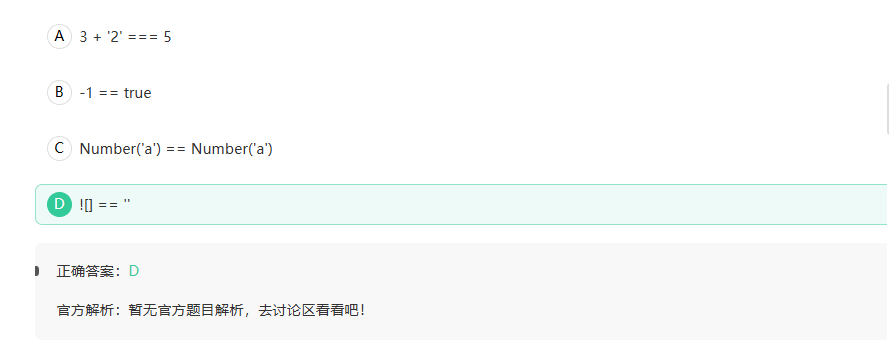 A 3 + '2' === 5
B -1 == true
C Number('a') == Number('a')
D ![] == ''
正确答案：D
官方解析：暂无官方题目解析，去讨论区看看吧！